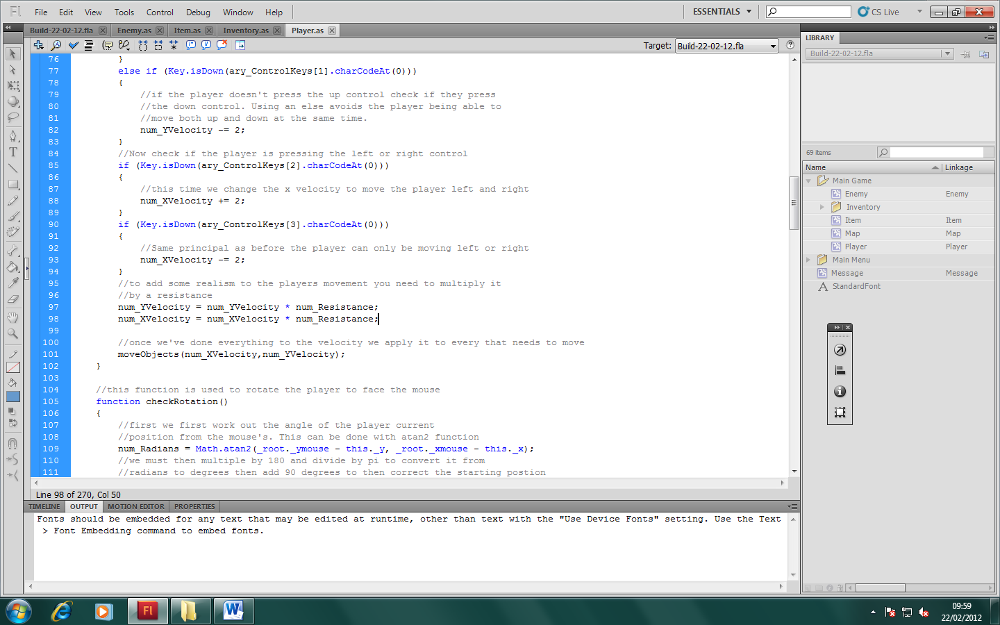 Fl File Edit View Tools Control Debug Window Help ESSENTIALS CS Live
Build-22-02-12.fla Enemy.as Item.as Inventory.as Player.as
Target: Build-22-02-12.fla
76 }
77 else if (Key.isDown(ary_ControlKeys[1].charCodeAt(0)))
78 {
79 //if the player doesn't press the up control check if they press
80 //the down control. Using an else avoids the player being able to
81 //move both up and down at the same time.
82 num_YVelocity -= 2;
83 }
84 //Now check if the player is pressing the left or right control
85 if (Key.isDown(ary_ControlKeys[2].charCodeAt(0)))
86 {
87 //this time we change the x velocity to move the player left and right
88 num_XVelocity += 2;
89 }
90 if (Key.isDown(ary_ControlKeys[3].charCodeAt(0)))
91 {
92 //Same principal as before the player can only be moving left or right
93 num_XVelocity -= 2;
94 }
95 //to add some realism to the players movement you need to multiply it
96 //by a resistance
97 num_YVelocity = num_YVelocity * num_Resistance;
98 num_XVelocity = num_XVelocity * num_Resistance;
99
100 //once we've done everything to the velocity we apply it to every that needs to move
101 moveObjects(num_XVelocity,num_YVelocity);
102 }
103
104 //this function is used to rotate the player to face the mouse
105 function checkRotation()
106 {
107 //first we first work out the angle of the player current
108 //position from the mouse's. This can be done with atan2 function
109 num_Radians = Math.atan2(_root._ymouse - this._y, _root._xmouse - this._x);
110 //we must then multiple by 180 and divide by pi to convert it from
111 //radians to degrees then add 90 degrees to then correct the starting postion
Line 98 of 270, Col 50
TIMELINE OUTPUT MOTION EDITOR PROPERTIES
Fonts should be embedded for any text that may be edited at runtime, other than text with the "Use Device Fonts" setting. Use the Text
> Font Embedding command to embed fonts.
LIBRARY
Build-22-02-12.fla
69 items
Name Linkage
Main Game
Enemy Enemy
Inventory
Item Item
Map Map
Player Player
Main Menu
Message Message
StandardFont
09:59
22/02/2012